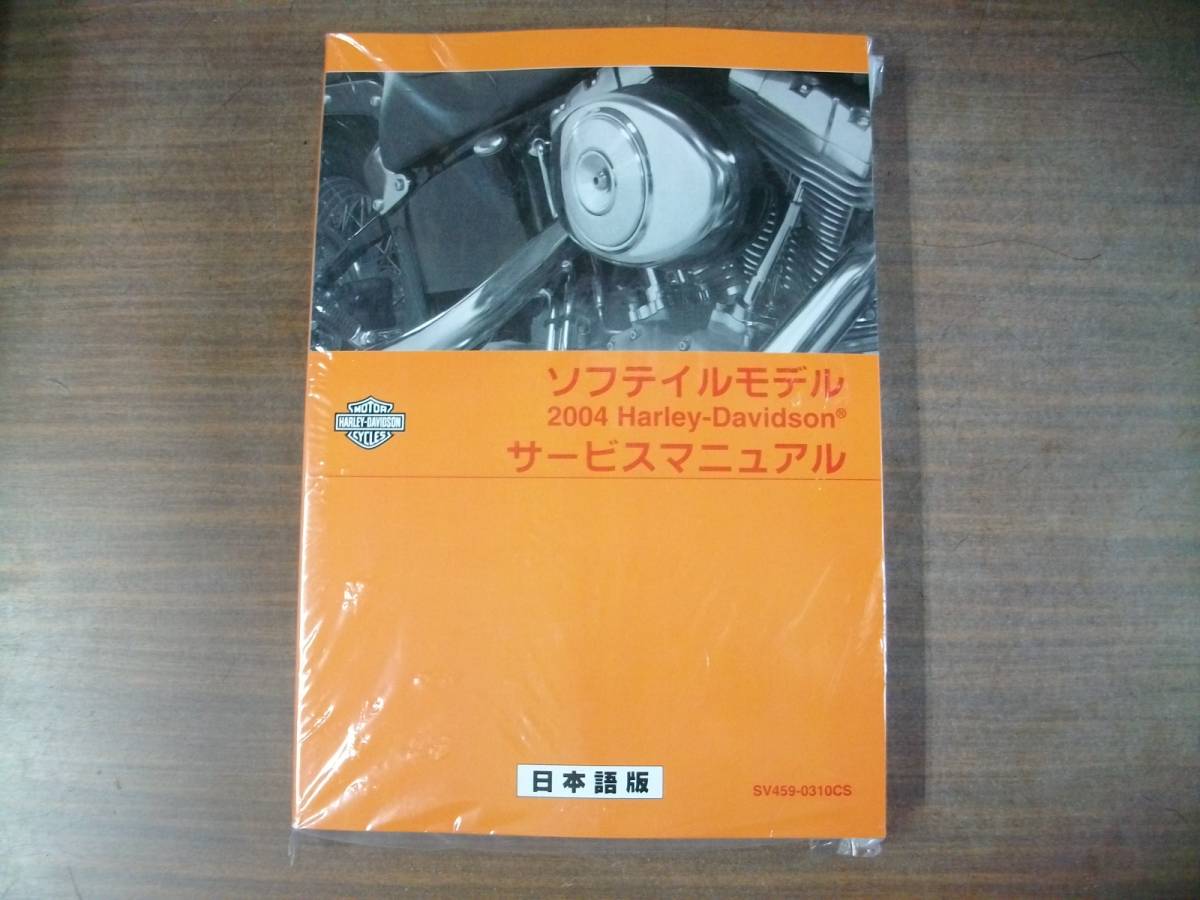 ソフテイルモデル
2004 Harley-Davidson®
サービスマニュアル
MOTOR
HARLEY-DAVIDSON
CYCLES
日本語版
SV459-0310CS